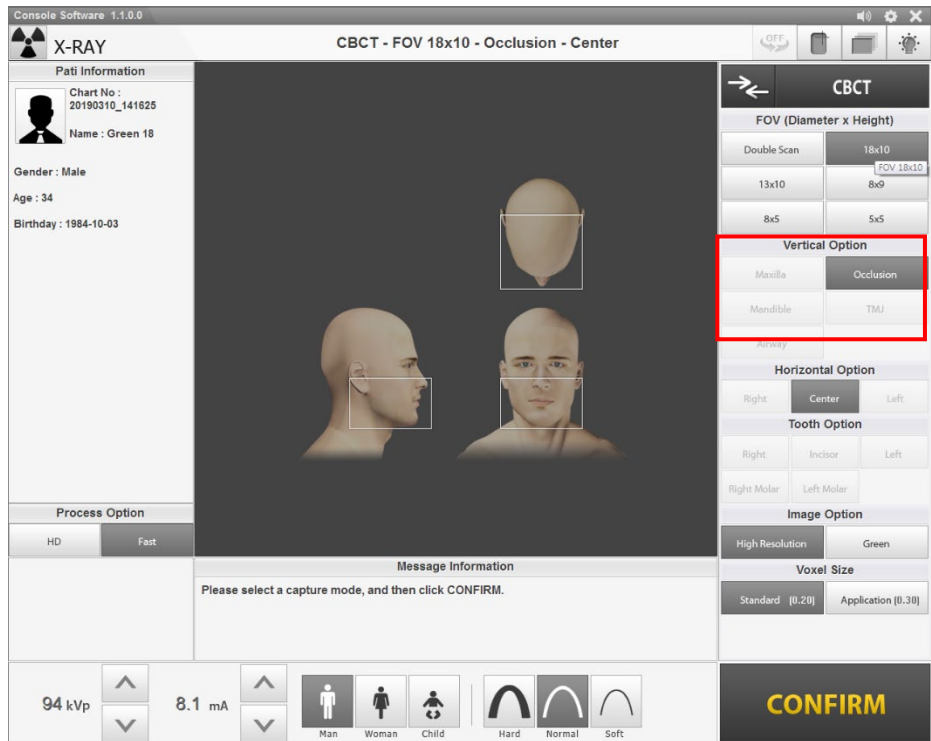 Console Software 1.1.0.0
X-RAY
CBCT - FOV 18x10 - Occlusion - Center
OFF
Pati Information
Chart No :
20190310_141625
Name : Green 18
Gender : Male
Age : 34
Birthday : 1984-10-03
Process Option
HD Fast
Message Information
Please select a capture mode, and then click CONFIRM.
CBCT
FOV (Diameter x Height)
Double Scan 18x10
FOV 18x10
13x10 8x9
8x5 5x5
Vertical Option
Maxilla Occlusion
Mandible TMJ
Airway
Horizontal Option
Right Center Left
Tooth Option
Right Incisor Left
Right Molar Left Molar
Image Option
High Resolution Green
Voxel Size
Standard (0.20) Application (0.30)
94 kVp 8.1 mA
Man Woman Child Hard Normal Soft
CONFIRM